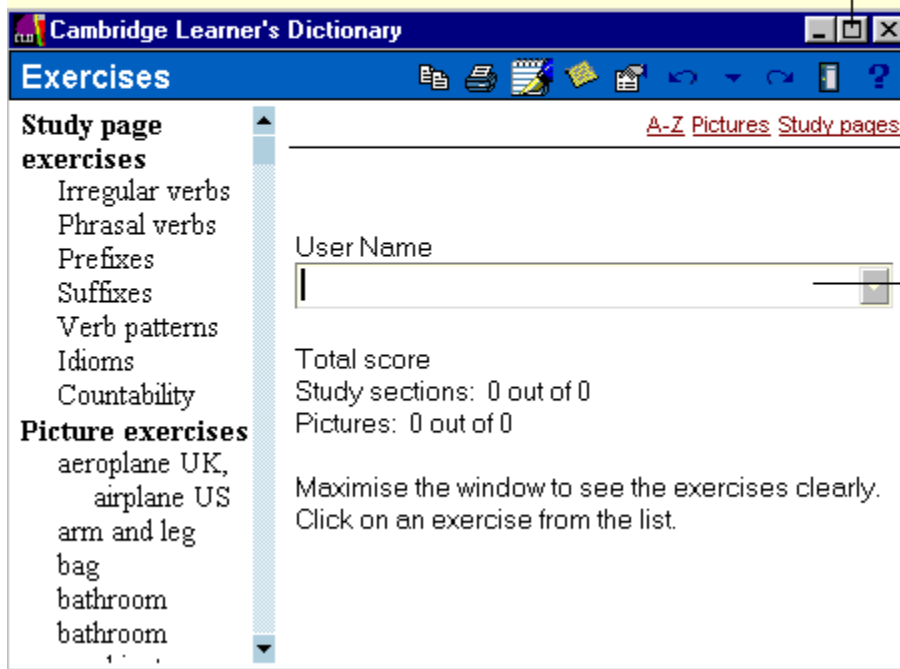 CLD
Cambridge Learner's Dictionary
Exercises
?
A-Z Pictures Study pages
Study page
exercises
Irregular verbs
Phrasal verbs
Prefixes
Suffixes
Verb patterns
Idioms
Countability
Picture exercises
aeroplane UK,
airplane US
arm and leg
bag
bathroom
bathroom
User Name
Total score
Study sections: 0 out of 0
Pictures: 0 out of 0
Maximise the window to see the exercises clearly.
Click on an exercise from the list.